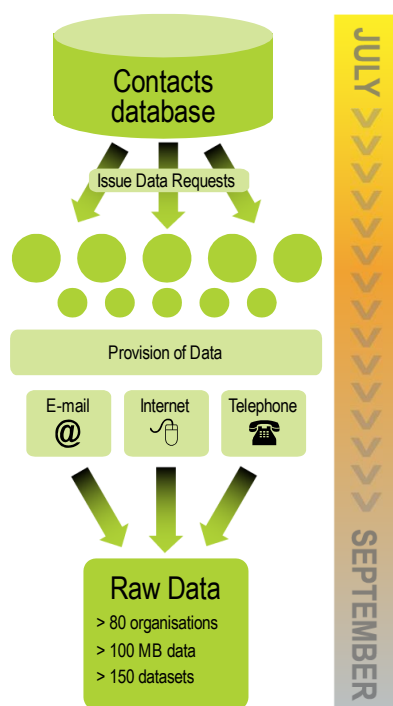 Contacts
database
Issue Data Requests
Provision of Data
E-mail
@
Internet
Telephone
Raw Data
> 80 organisations
> 100 MB data
> 150 datasets
JULY > > > > > > > > > > > > > > > SEPTEMBER